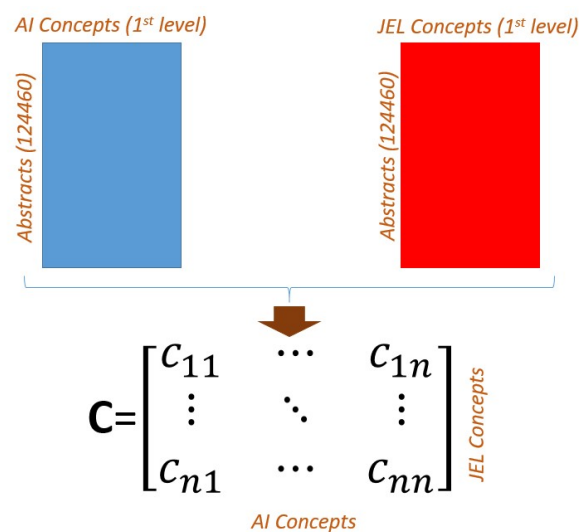 AI Concepts (1st level)
JEL Concepts (1st level)
Abstracts (124460)
Abstracts (124460)
C=
c11 ⋯ c1n
⋮ ⋱ ⋮
cn1 ⋯ cnn
JEL Concepts
AI Concepts